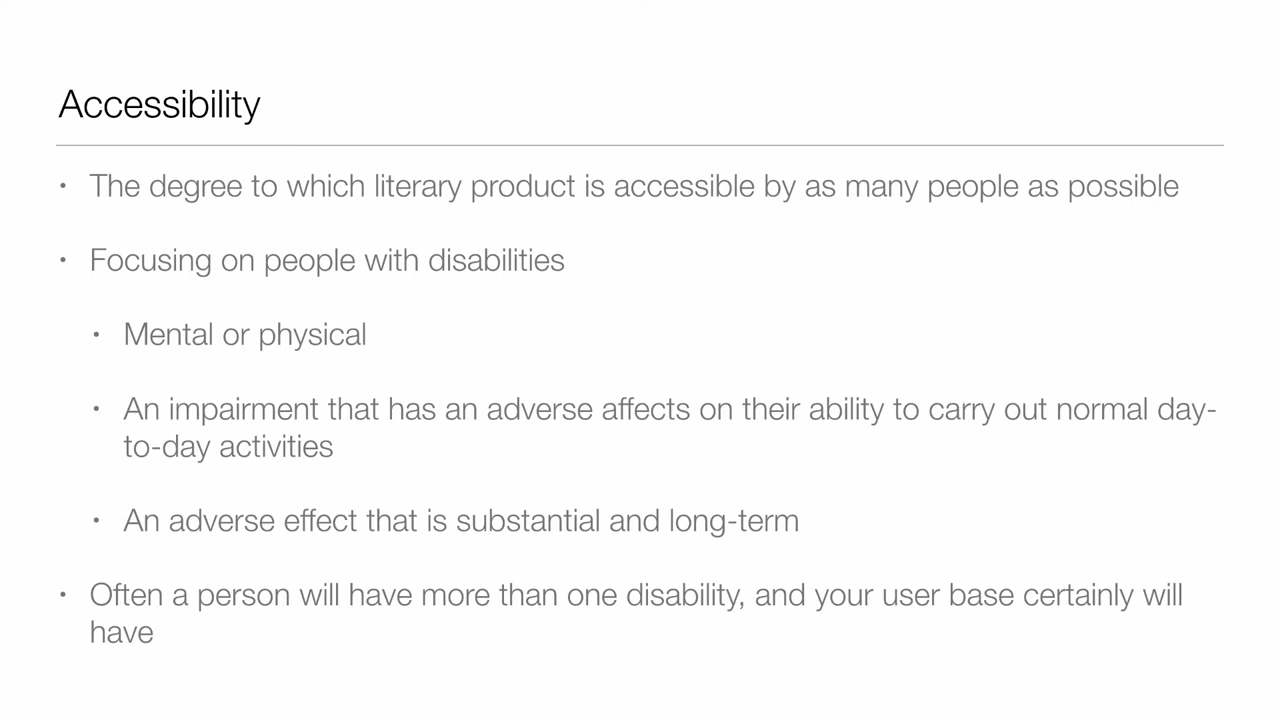 Accessibility
• The degree to which literary product is accessible by as many people as possible
• Focusing on people with disabilities
• Mental or physical
• An impairment that has an adverse affects on their ability to carry out normal day-
to-day activities
• An adverse effect that is substantial and long-term
• Often a person will have more than one disability, and your user base certainly will
have